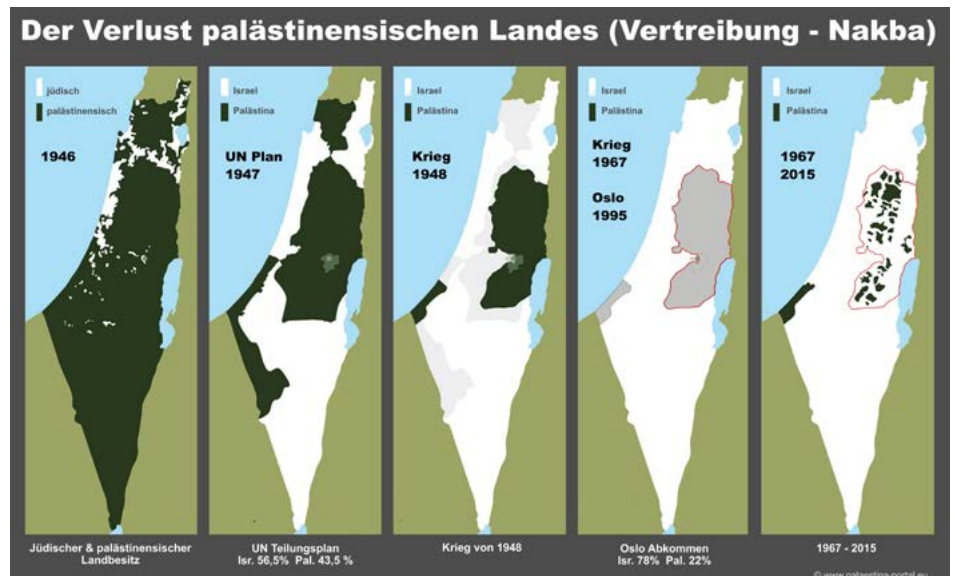 Der Verlust palästinensischen Landes (Vertreibung - Nakba)
jüdisch
palästinensisch
1946
Jüdischer & palästinensischer
Landbesitz
Israel
Palästina
UN Plan
1947
UN Teilungsplan
Isr. 56,5% Pal. 43,5 %
Israel
Palästina
Krieg
1948
Krieg von 1948
Israel
Palästina
Krieg
1967
Oslo
1995
Oslo Abkommen
Isr. 78% Pal. 22%
Israel
Palästina
1967
2015
1967 - 2015
© www.palaestina-portal.eu